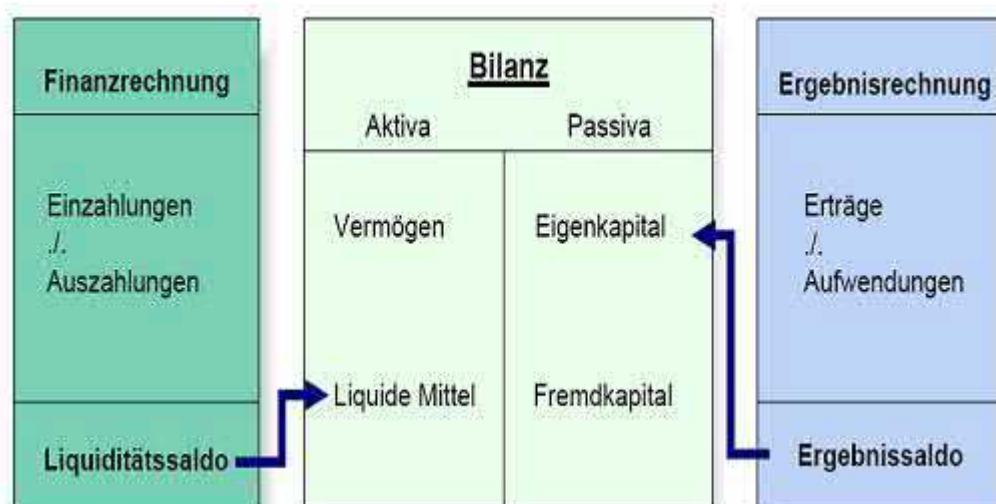 Finanzrechnung
Einzahlungen
./.
Auszahlungen
Liquiditätssaldo
Bilanz
Aktiva Passiva
Vermögen Eigenkapital
Liquide Mittel Fremdkapital
Ergebnisrechnung
Erträge
./.
Aufwendungen
Ergebnissaldo